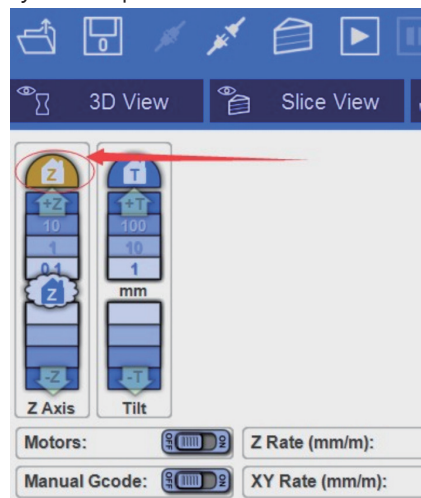 0
3D View
Slice View
Z T
+Z +T
10 100
1 10
0.1 1
Z mm
-Z -T
Z Axis Tilt
Motors: OFF ON Z Rate (mm/m):
Manual Gcode: OFF ON XY Rate (mm/m):